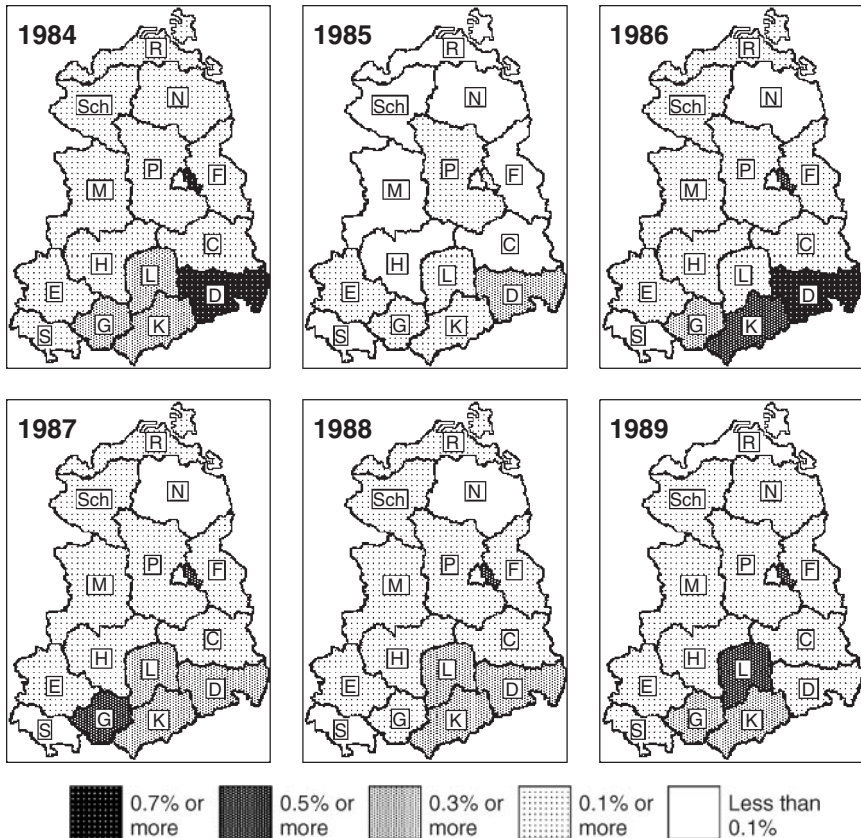 1984
R
Sch
N
P
F
M
C
H
L
E
D
G
K
S
1985
R
Sch
N
P
F
M
C
H
L
E
D
G
K
S
1986
R
Sch
N
P
F
M
C
H
L
E
D
G
K
S
1987
R
Sch
N
P
F
M
C
H
L
E
D
G
K
S
1988
R
Sch
N
P
F
M
C
H
L
E
D
G
K
S
1989
R
Sch
N
P
F
M
C
H
L
E
D
G
K
S
0.7% or
more
0.5% or
more
0.3% or
more
0.1% or
more
Less than
0.1%